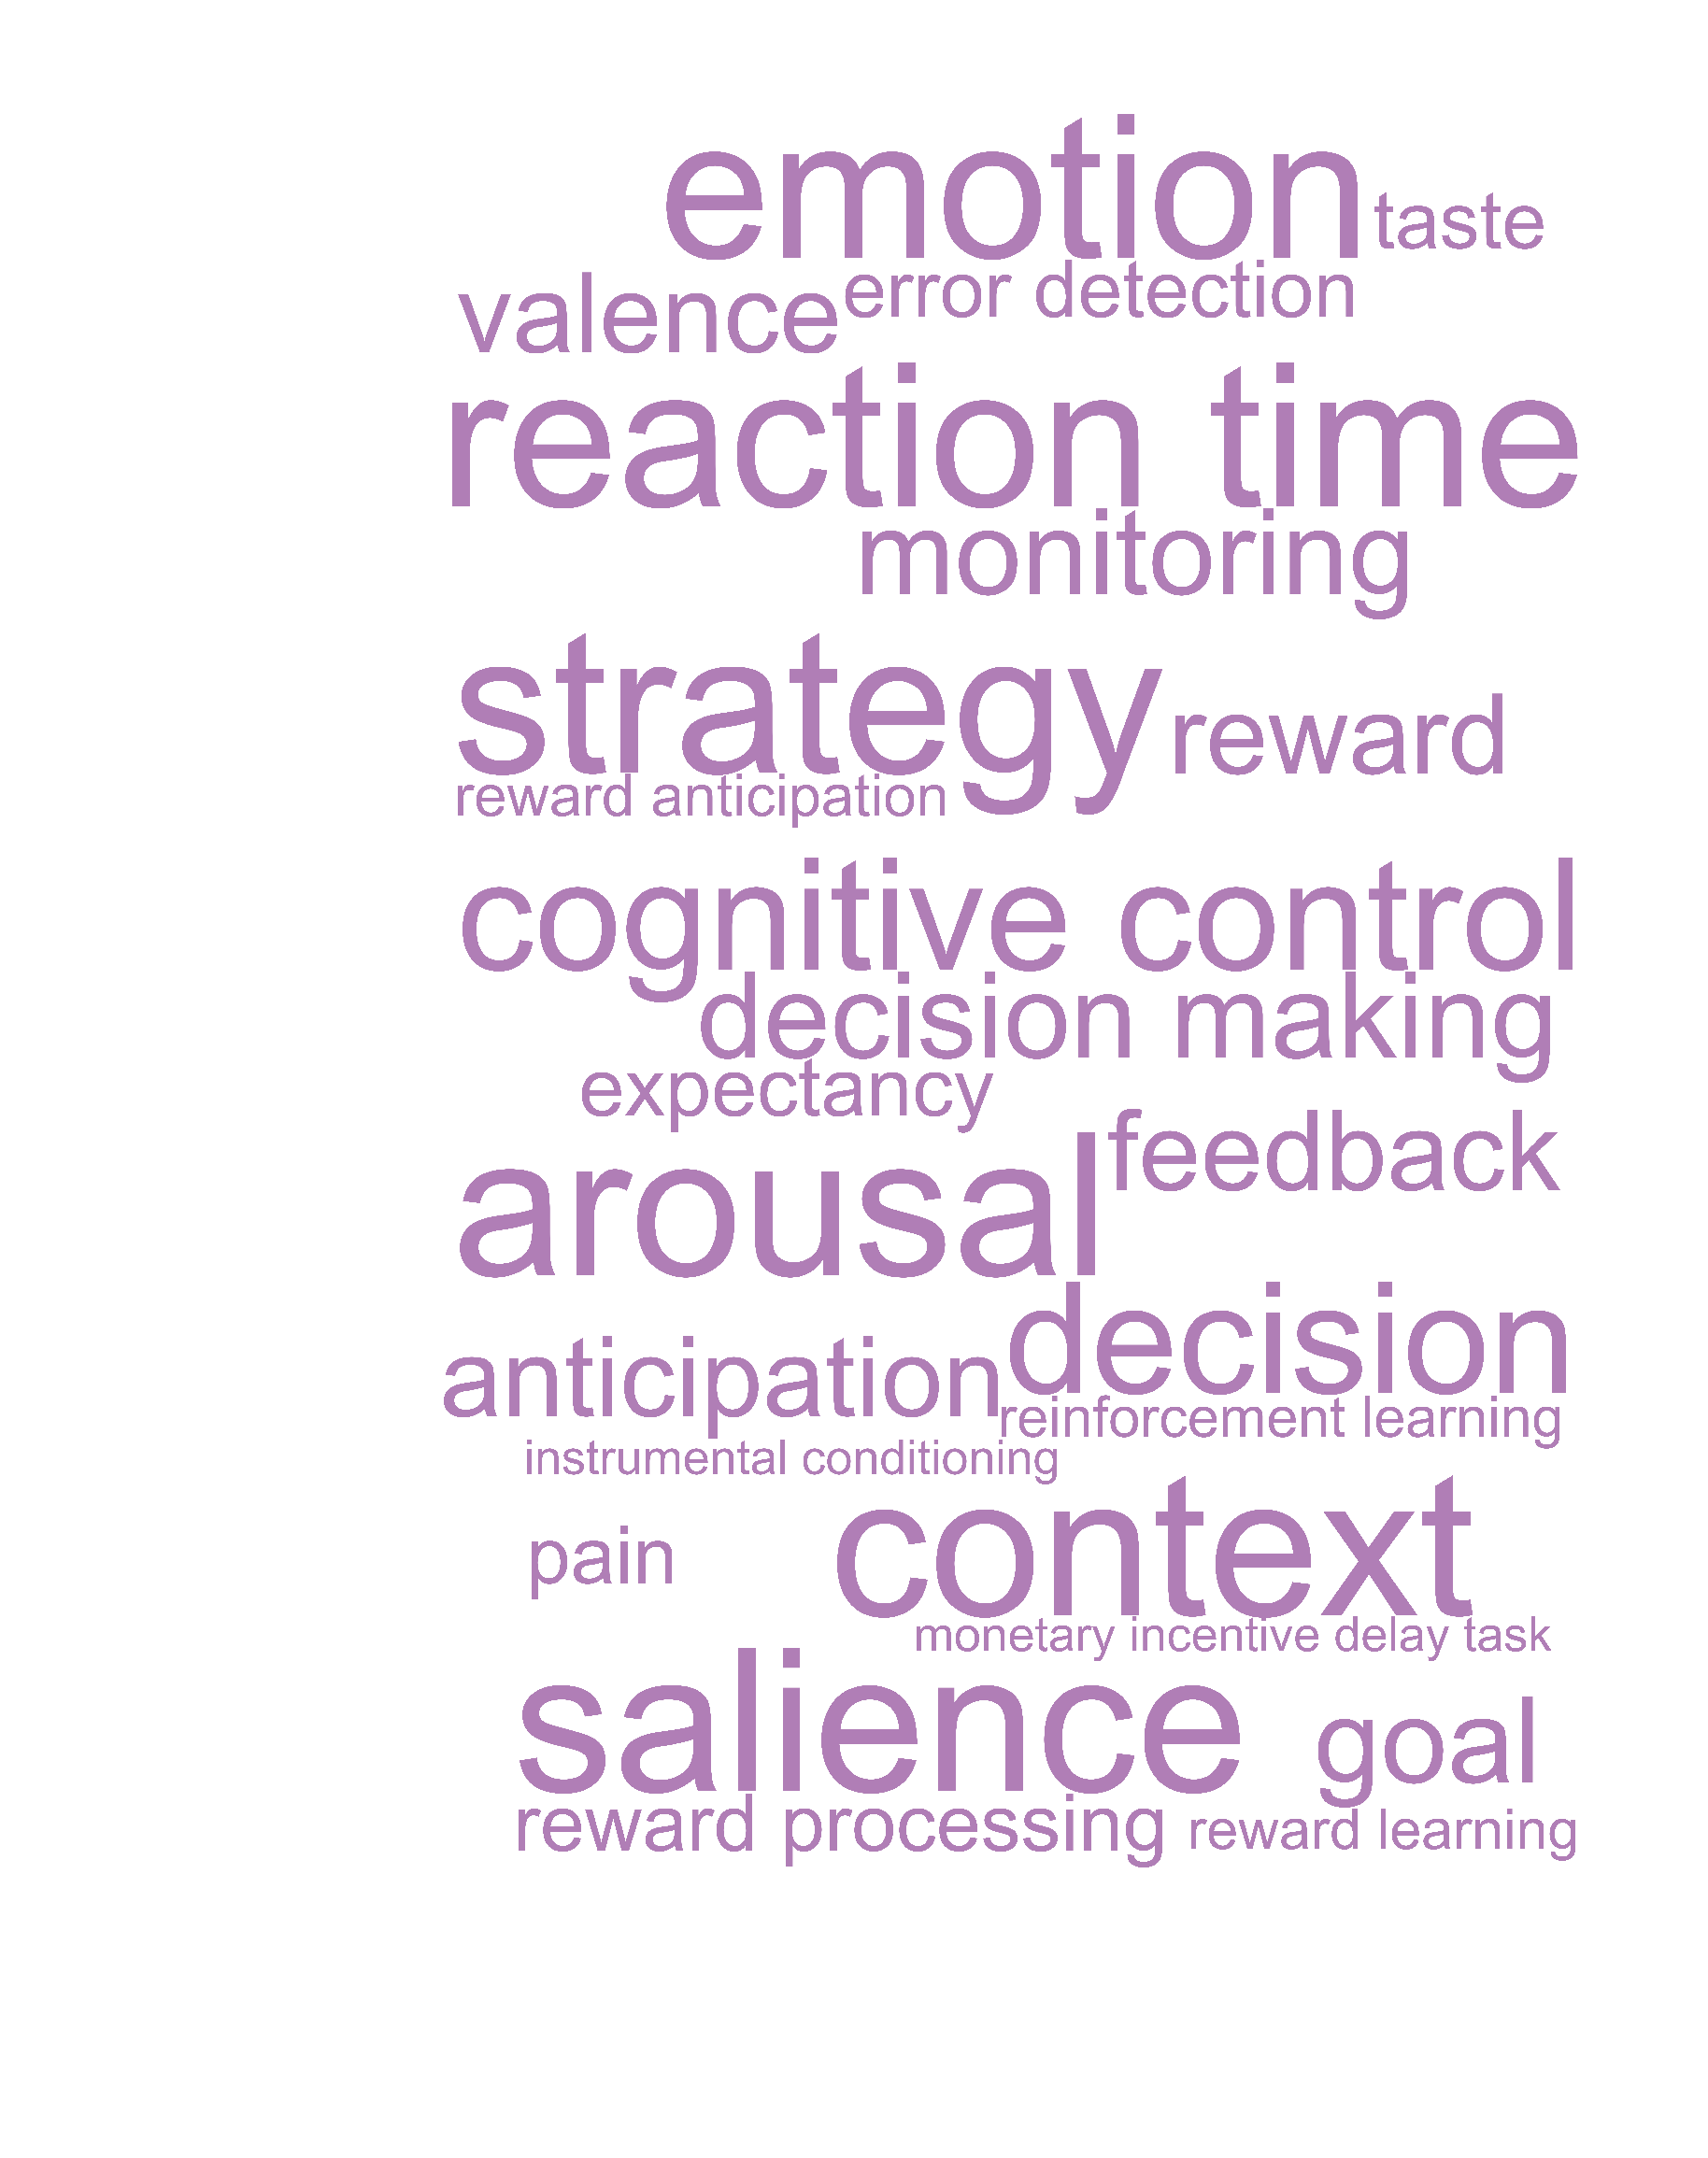 emotion taste
valence error detection
reaction time
monitoring
strategy reward
reward anticipation
cognitive control
decision making
expectancy
arousal feedback
anticipation decision
reinforcement learning
instrumental conditioning
pain context
monetary incentive delay task
salience goal
reward processing reward learning